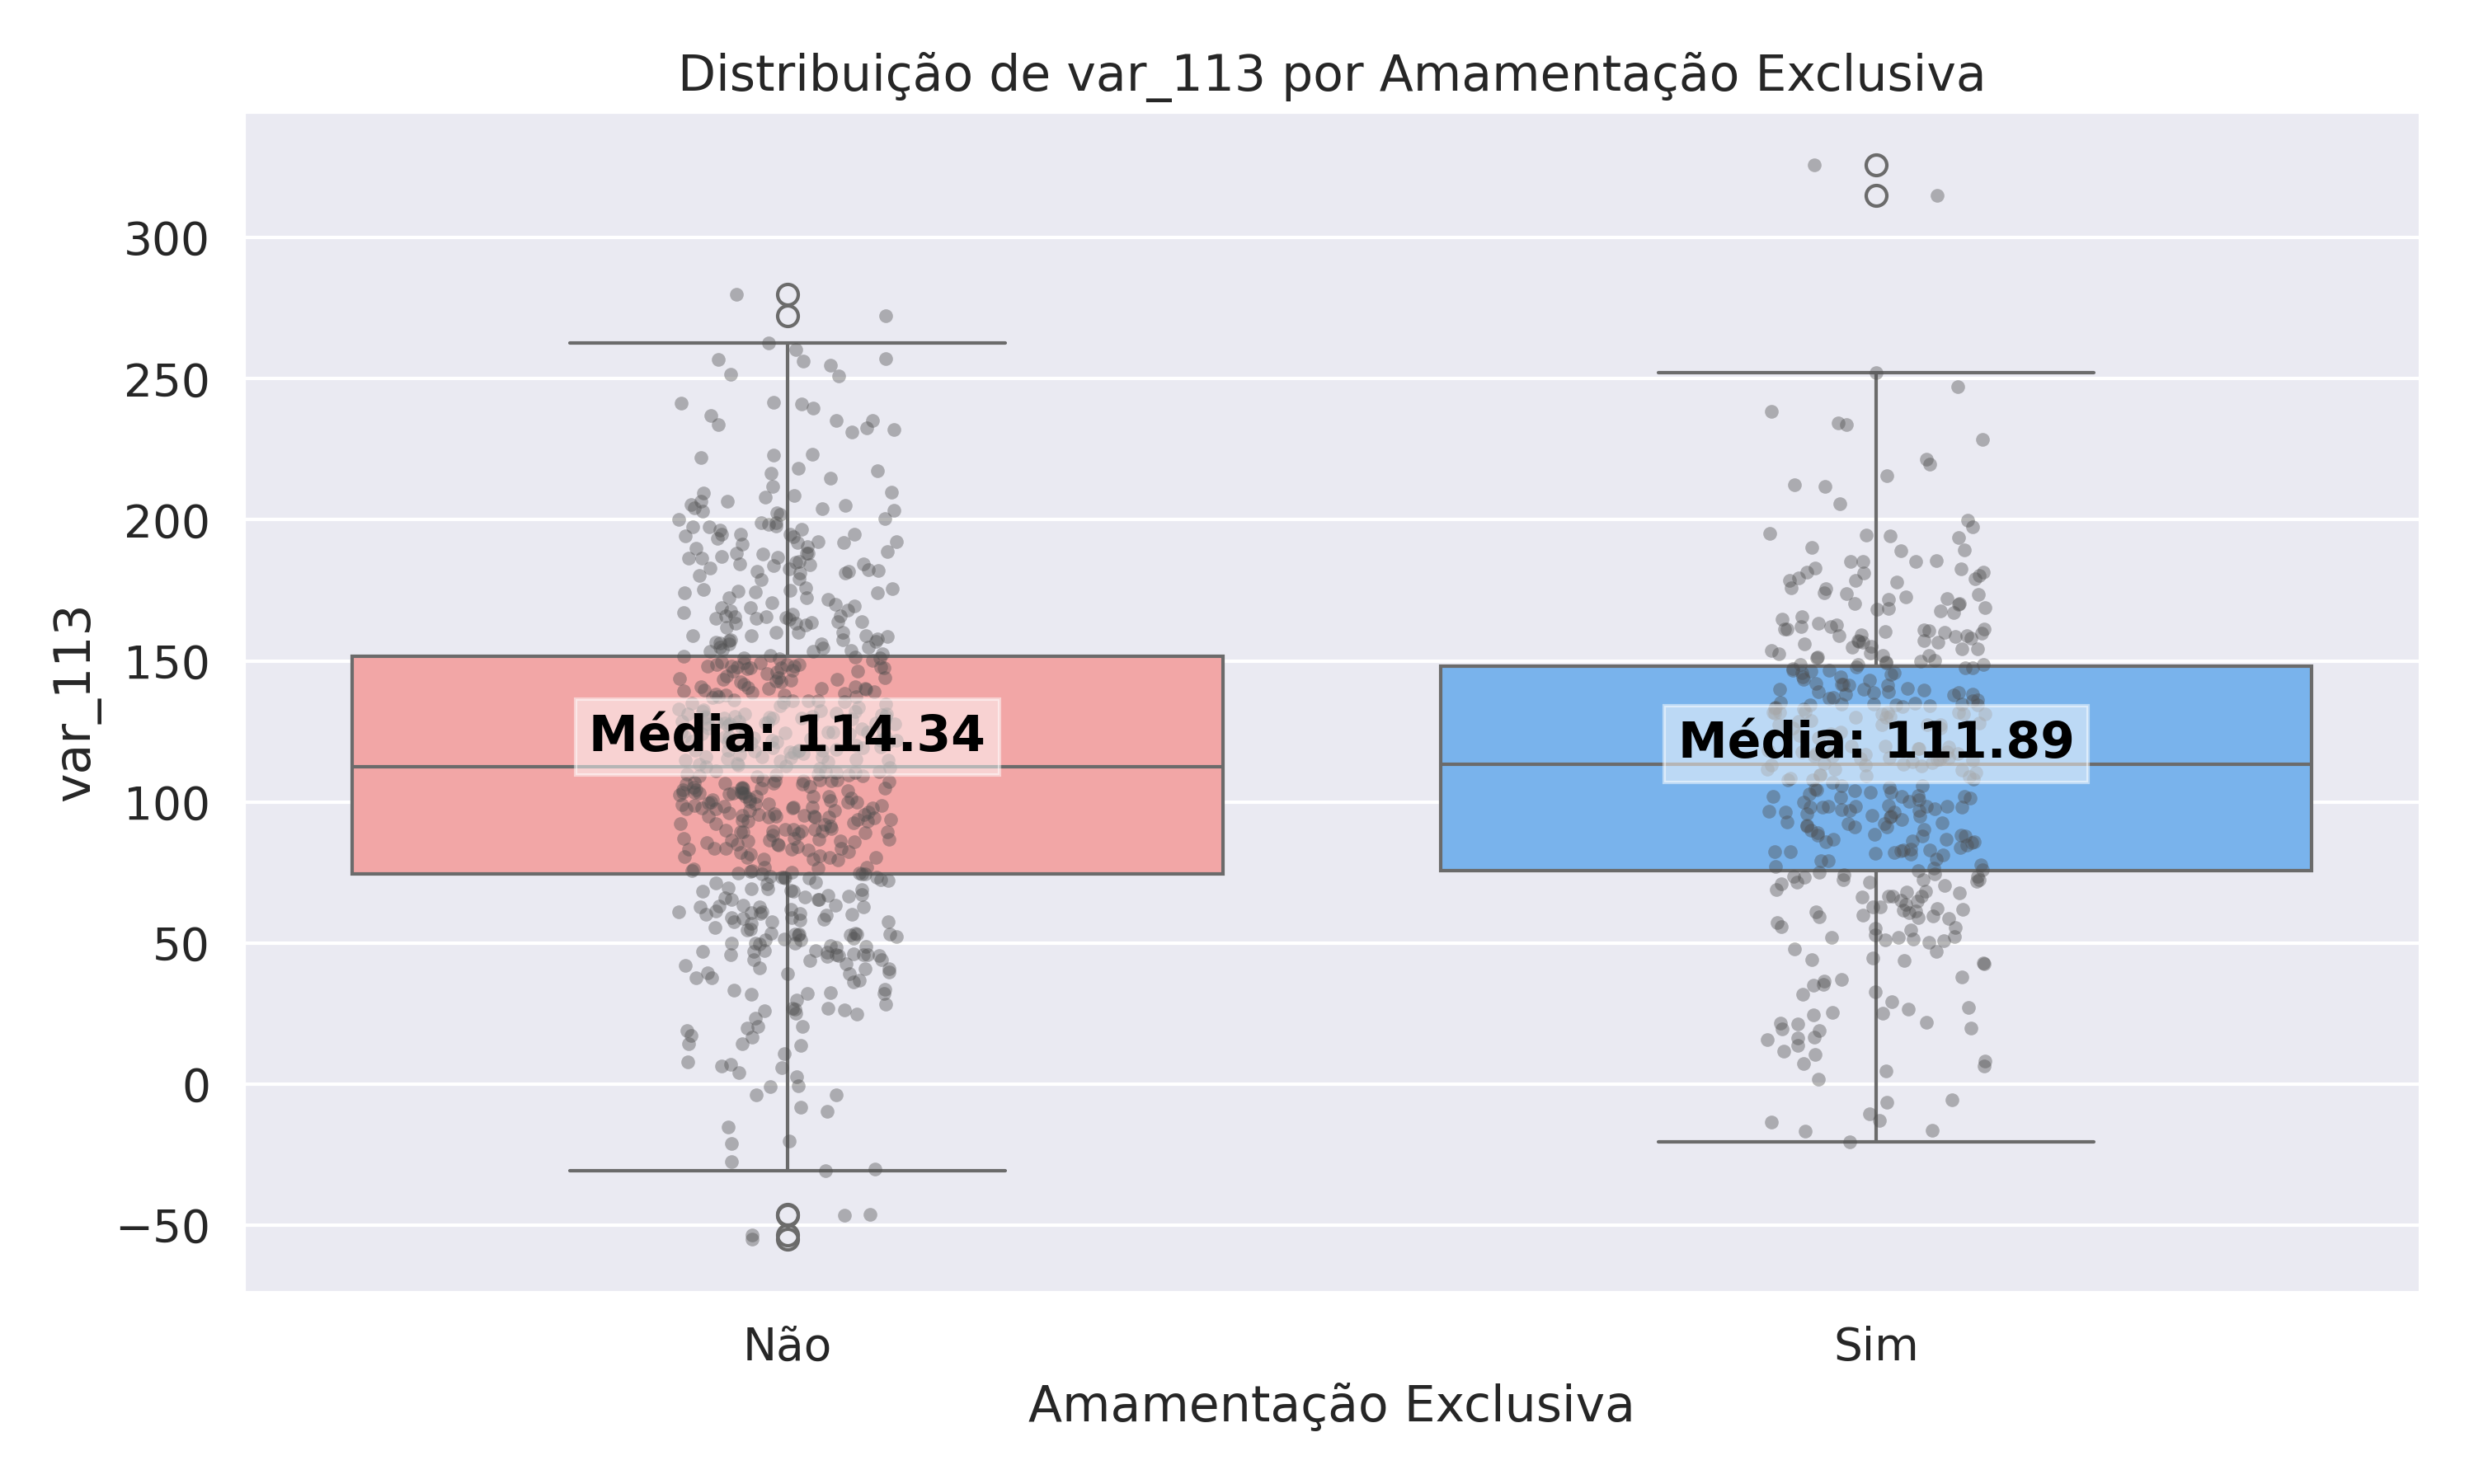 Distribuição de var_113 por Amamentação Exclusiva
var_113
300
250
200
150
100
50
0
−50
Média: 114.34
Média: 111.89
Não
Sim
Amamentação Exclusiva